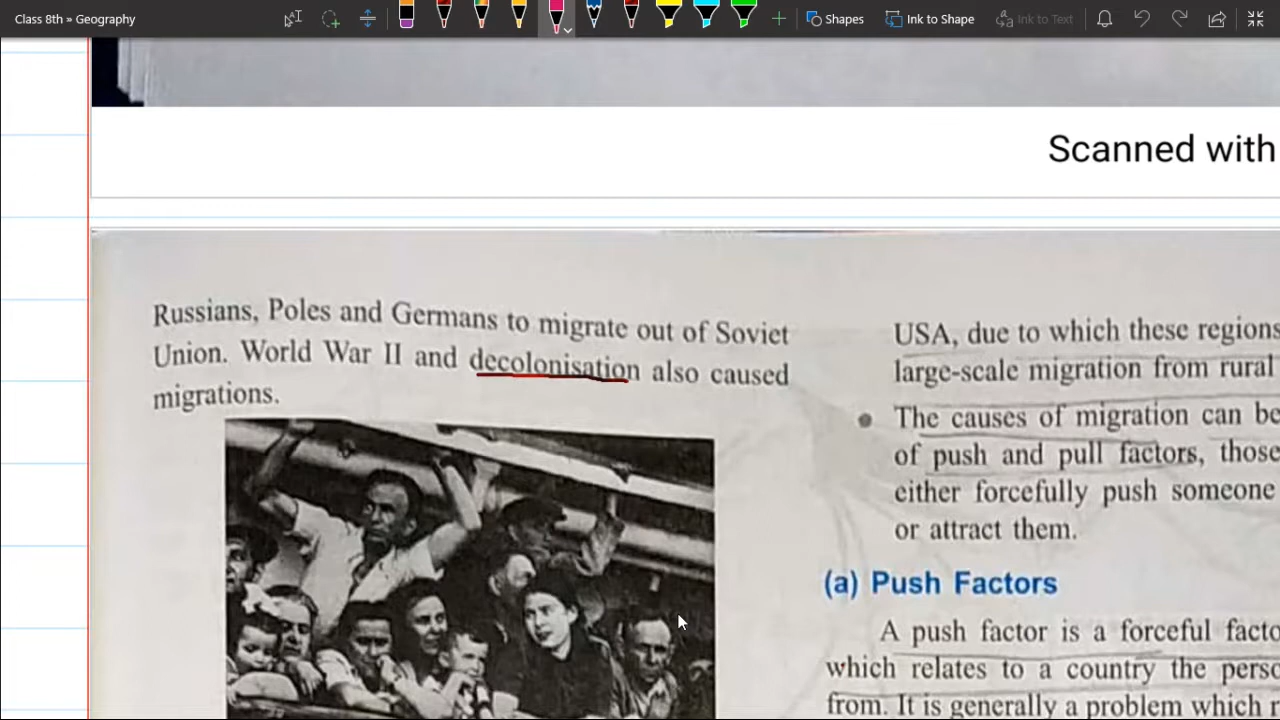 Class 8th » Geography
Shapes
Ink to Shape
Ink to Text
Scanned with
Russians, Poles and Germans to migrate out of Soviet
Union. World War II and decolonisation also caused
migrations.
USA, due to which these regions
large-scale migration from rural
The causes of migration can be
of push and pull factors, those
either forcefully push someone
or attract them.
(a) Push Factors
A push factor is a forceful facto
which relates to a country the perso
from. It is generally a problem which r